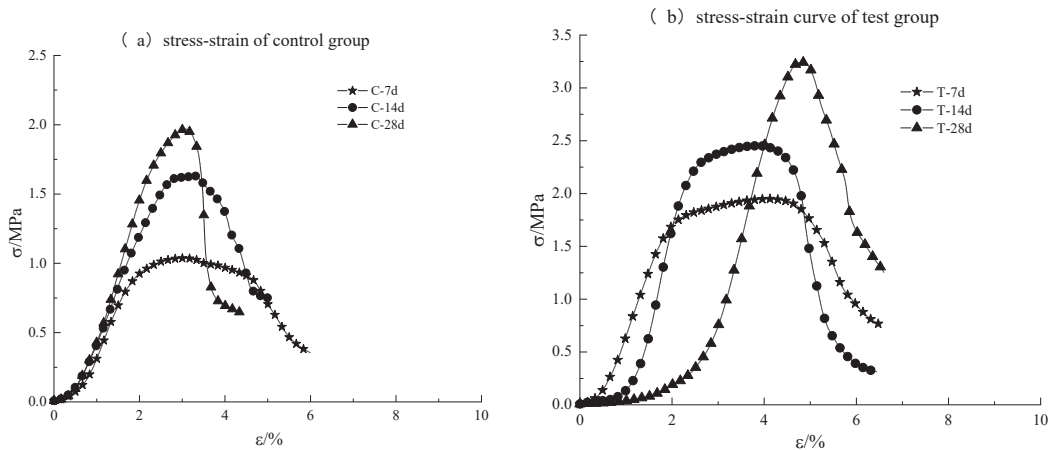 （ a）stress-strain of control group
2.5
2.0
1.5
1.0
0.5
0.0
σ/MPa
C-7d
C-14d
C-28d
0 2 4 6 8 10
ε/%
（ b）stress-strain curve of test group
3.5
3.0
2.5
2.0
1.5
1.0
0.5
0.0
σ/MPa
T-7d
T-14d
T-28d
0 2 4 6 8 10
ε/%